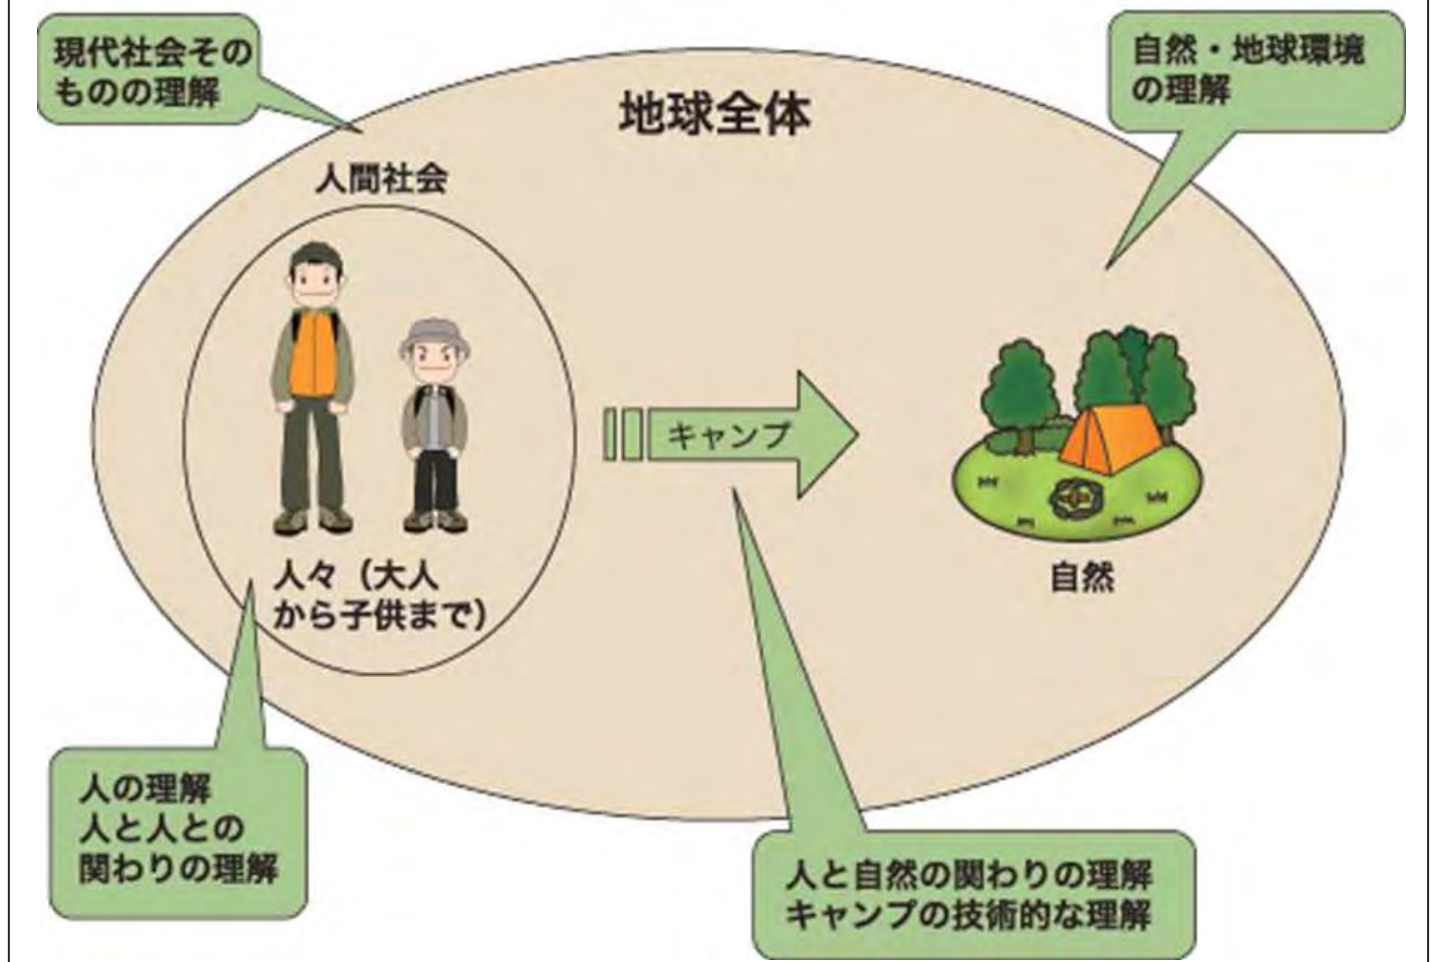 現代社会その
ものの理解
自然・地球環境
の理解
地球全体
人間社会
キャンプ
人々（大人
から子供まで）
自然
人の理解
人と人との
関わりの理解
人と自然の関わりの理解
キャンプの技術的な理解